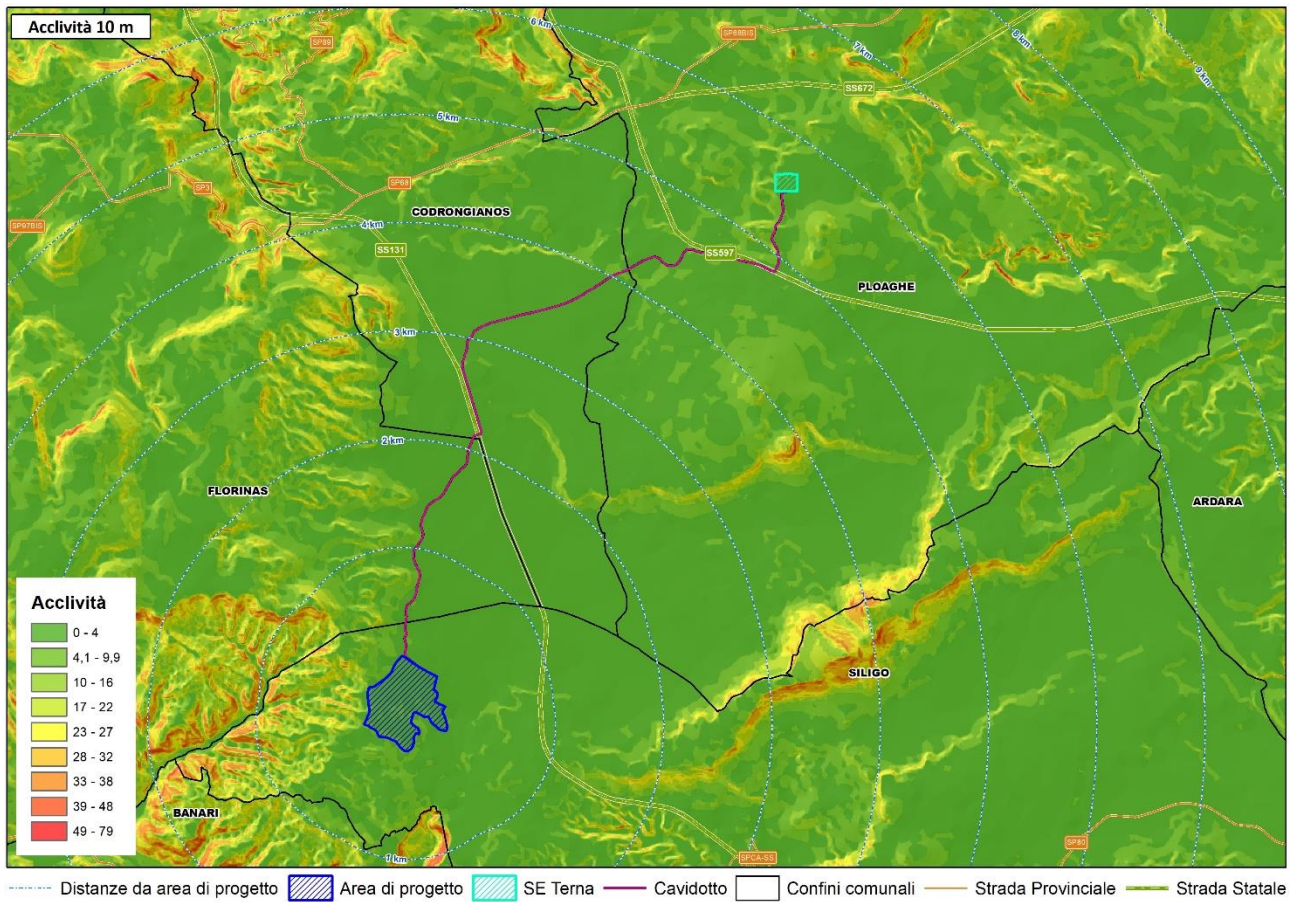 Acclività 10 m
6 km
SP89
SP68BIS
7 km
8 km
9 km
SS672
5 km
SP68
SP3
CODRONGIANOS
SP97BIS
4 km
SS131
SS597
PLOAGHE
3 km
2 km
FLORINAS
ARDARA
SILIGO
BANARI
SP80
SPCA-SS
1 km
Acclività
0 - 4
4,1 - 9,9
10 - 16
17 - 22
23 - 27
28 - 32
33 - 38
39 - 48
49 - 79
Distanze da area di progetto Area di progetto SE Terna Cavidotto Confini comunali Strada Provinciale Strada Statale